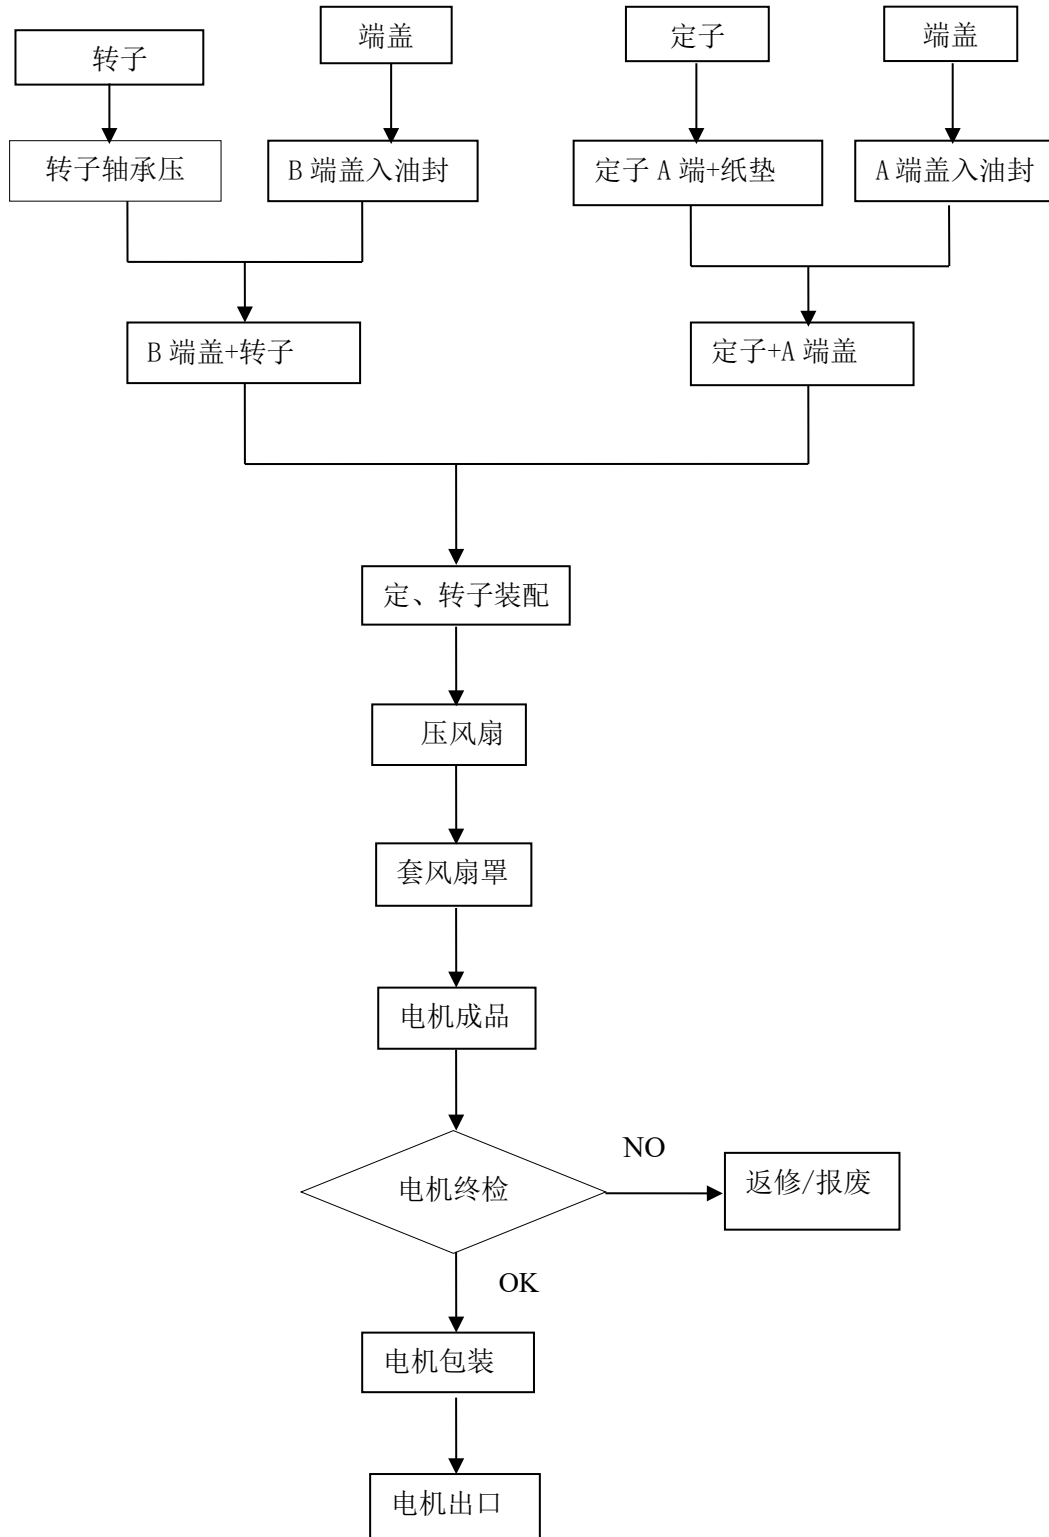 转子
端盖
定子
端盖
转子轴承压
B 端盖入油封
定子 A 端+纸垫
A 端盖入油封
B 端盖+转子
定子+A 端盖
定、转子装配
压风扇
套风扇罩
电机成品
NO
电机终检
返修/报废
OK
电机包装
电机出口